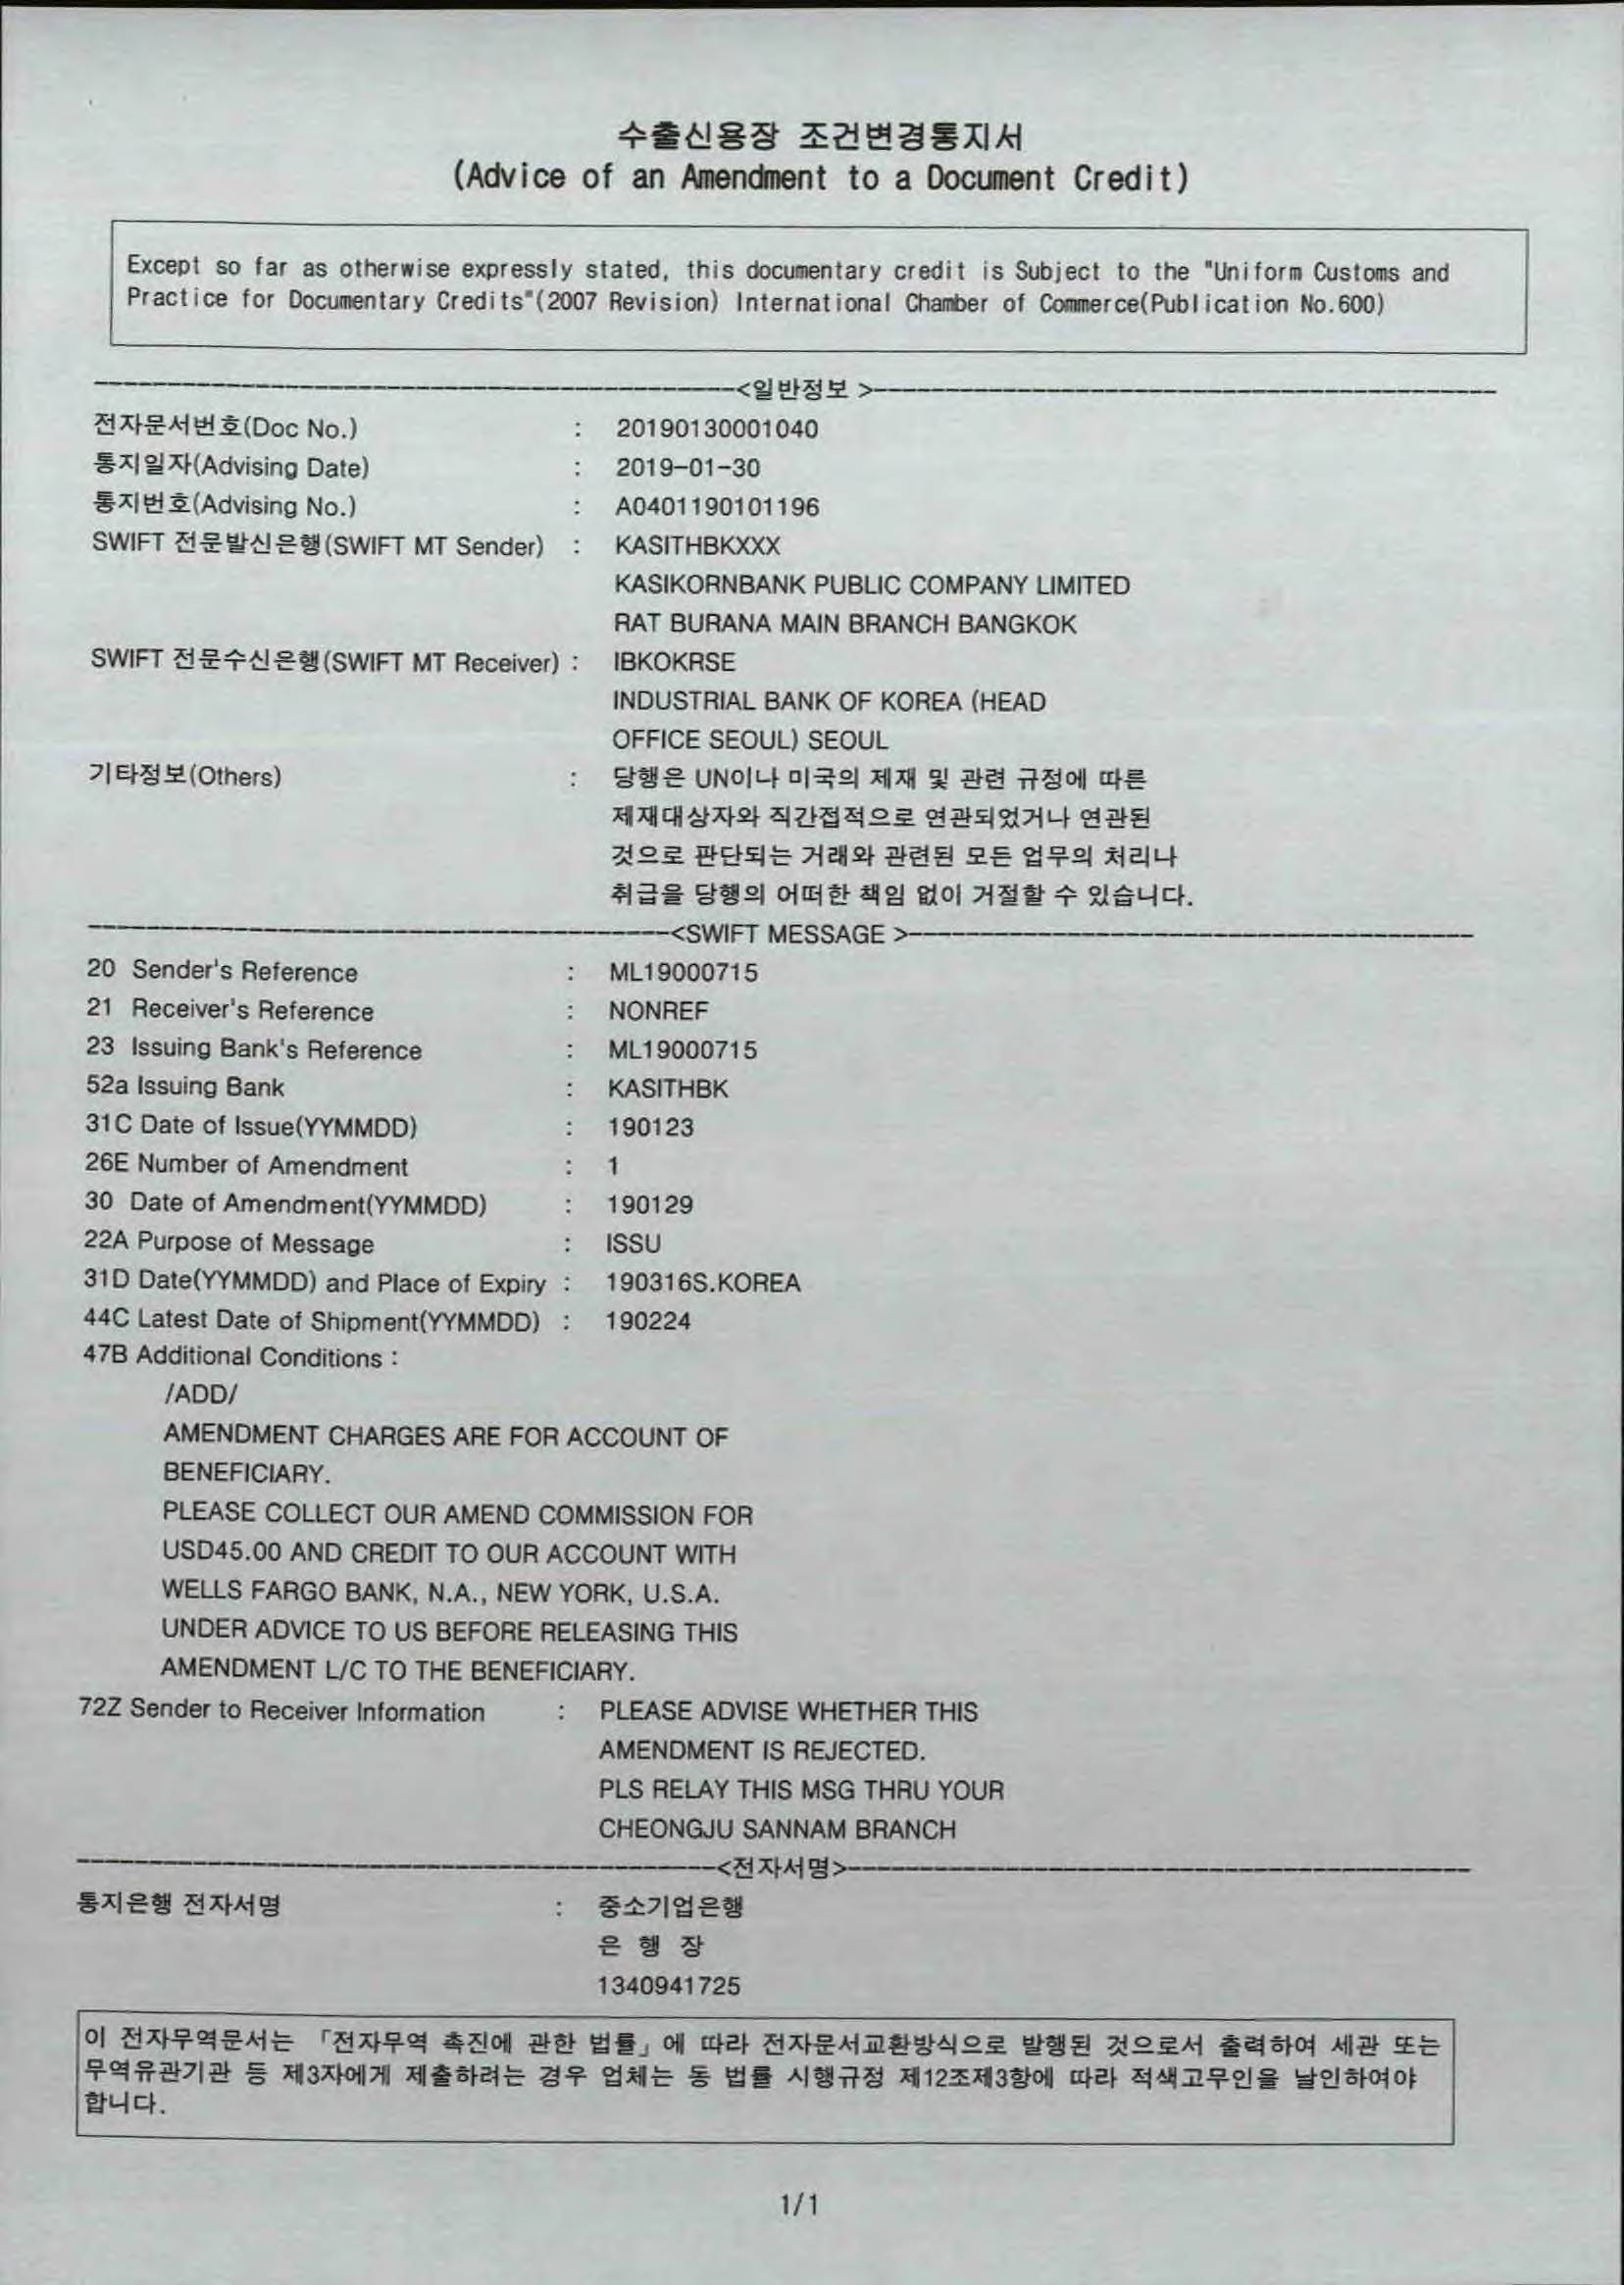 수출신용장 조건변경통지서
(Advice of an Amendment to a Document Credit)
Except so far as otherwise expressly stated, this documentary credit is Subject to the "Uniform Customs and
Practice for Documentary Credits"(2007 Revision) International Chamber of Commerce(Publication No.600)
<일반정보 >
전자문서번호(Doc No.) : 20190130001040
통지일자(Advising Date) : 2019-01-30
통지번호(Advising No.) : A0401190101196
SWIFT 전문발신은행(SWIFT MT Sender) : KASITHBKXXX
KASIKORNBANK PUBLIC COMPANY LIMITED
RAT BURANA MAIN BRANCH BANGKOK
SWIFT 전문수신은행(SWIFT MT Receiver) : IBKOKRSE
INDUSTRIAL BANK OF KOREA (HEAD
OFFICE SEOUL) SEOUL
기타정보(Others) : 당행은 UN이나 미국의 제재 및 관련 규정에 따른
제재대상자와 직간접적으로 연관되었거나 연관된
것으로 판단되는 거래와 관련된 모든 업무의 처리나
취급을 당행의 어떠한 책임 없이 거절할 수 있습니다.
<SWIFT MESSAGE >
20 Sender's Reference : ML19000715
21 Receiver's Reference : NONREF
23 Issuing Bank's Reference : ML19000715
52a Issuing Bank : KASITHBK
31C Date of Issue(YYMMDD) : 190123
26E Number of Amendment : 1
30 Date of Amendment(YYMMDD) : 190129
22A Purpose of Message : ISSU
31D Date(YYMMDD) and Place of Expiry : 190316S.KOREA
44C Latest Date of Shipment(YYMMDD) : 190224
47B Additional Conditions :
/ADD/
AMENDMENT CHARGES ARE FOR ACCOUNT OF
BENEFICIARY.
PLEASE COLLECT OUR AMEND COMMISSION FOR
USD45.00 AND CREDIT TO OUR ACCOUNT WITH
WELLS FARGO BANK, N.A., NEW YORK, U.S.A.
UNDER ADVICE TO US BEFORE RELEASING THIS
AMENDMENT L/C TO THE BENEFICIARY.
72Z Sender to Receiver Information : PLEASE ADVISE WHETHER THIS
AMENDMENT IS REJECTED.
PLS RELAY THIS MSG THRU YOUR
CHEONGJU SANNAM BRANCH
<전자서명>
통지은행 전자서명 : 중소기업은행
은 행 장
1340941725
이 전자무역문서는 「전자무역 촉진에 관한 법률」에 따라 전자문서교환방식으로 발행된 것으로서 출력하여 세관 또는
무역유관기관 등 제3자에게 제출하려는 경우 업체는 동 법률 시행규정 제12조제3항에 따라 적색고무인을 날인하여야
합니다.
1/1